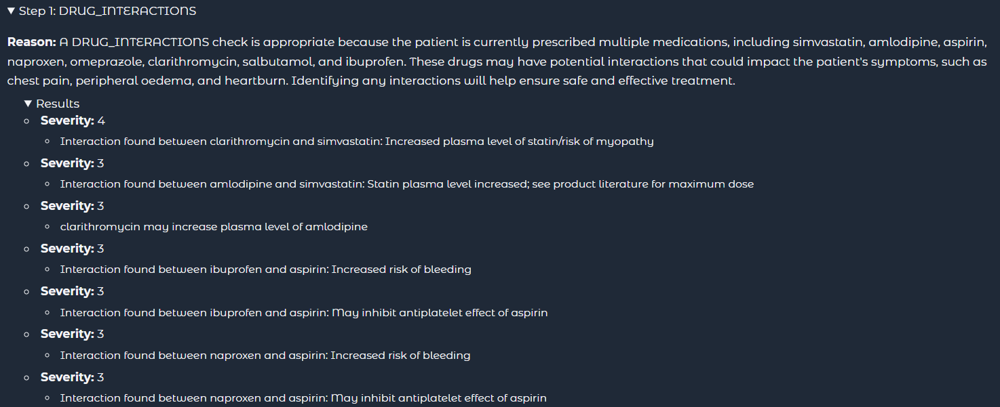 ▼ Step 1: DRUG_INTERACTIONS
Reason: A DRUG_INTERACTIONS check is appropriate because the patient is currently prescribed multiple medications, including simvastatin, amlodipine, aspirin,
naproxen, omeprazole, clarithromycin, salbutamol, and ibuprofen. These drugs may have potential interactions that could impact the patient's symptoms, such as
chest pain, peripheral oedema, and heartburn. Identifying any interactions will help ensure safe and effective treatment.
▼ Results
Severity: 4
Interaction found between clarithromycin and simvastatin: Increased plasma level of statin/risk of myopathy
Severity: 3
Interaction found between amlodipine and simvastatin: Statin plasma level increased; see product literature for maximum dose
Severity: 3
clarithromycin may increase plasma level of amlodipine
Severity: 3
Interaction found between ibuprofen and aspirin: Increased risk of bleeding
Severity: 3
Interaction found between ibuprofen and aspirin: May inhibit antiplatelet effect of aspirin
Severity: 3
Interaction found between naproxen and aspirin: Increased risk of bleeding
Severity: 3
Interaction found between naproxen and aspirin: May inhibit antiplatelet effect of aspirin